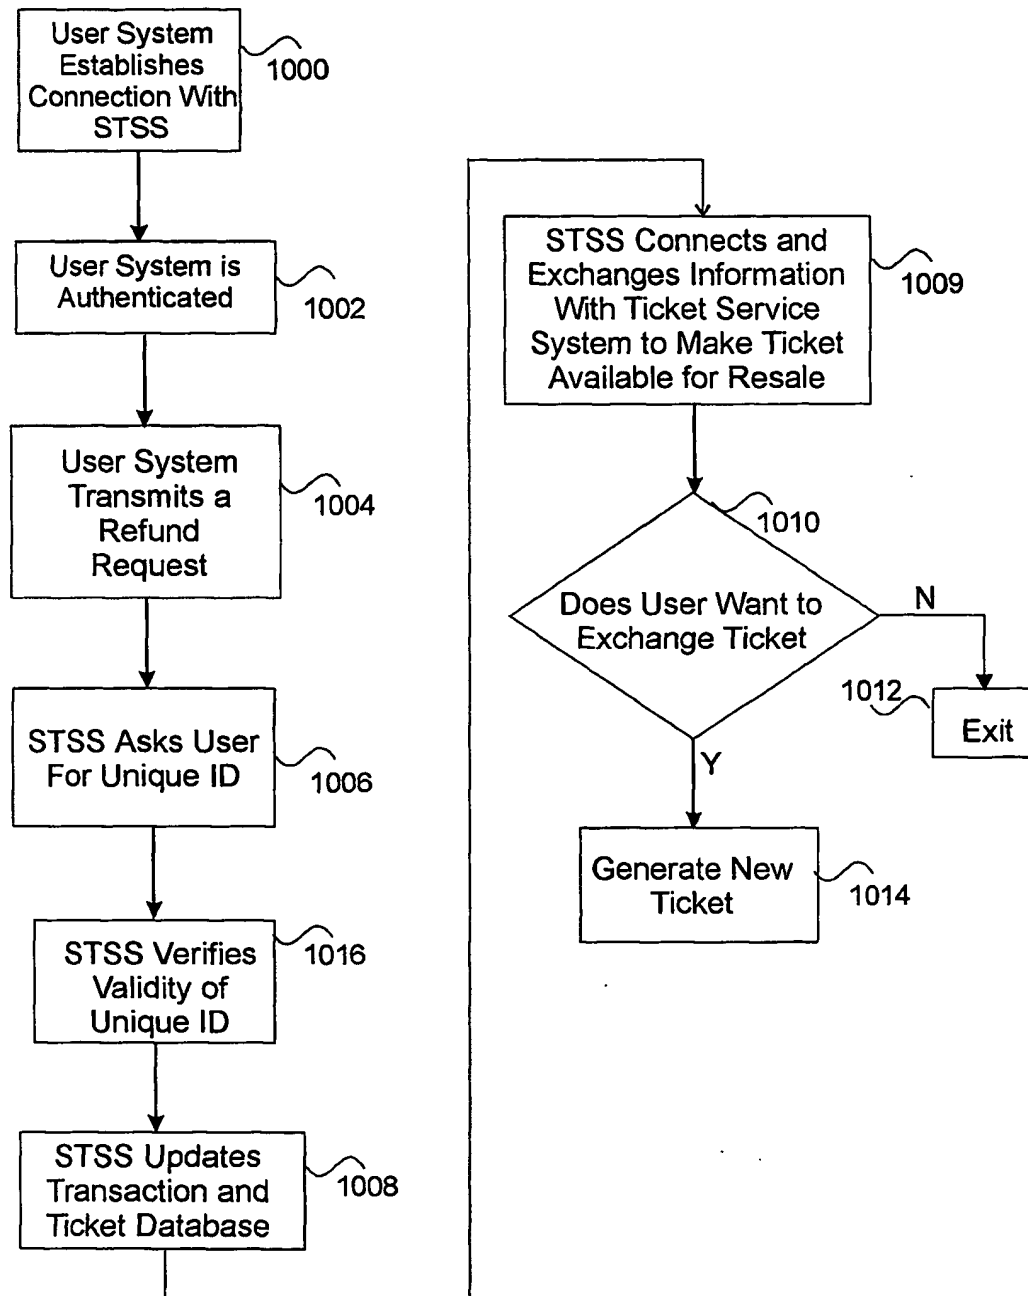 User System
Establishes
Connection With
STSS
1000
User System is
Authenticated
1002
User System
Transmits a
Refund
Request
1004
STSS Asks User
For Unique ID
1006
STSS Verifies
Validity of
Unique ID
1016
STSS Updates
Transaction and
Ticket Database
1008
STSS Connects and
Exchanges Information
With Ticket Service
System to Make Ticket
Available for Resale
1009
1010
Does User Want to
Exchange Ticket
N
1012
Exit
Y
Generate New
Ticket
1014